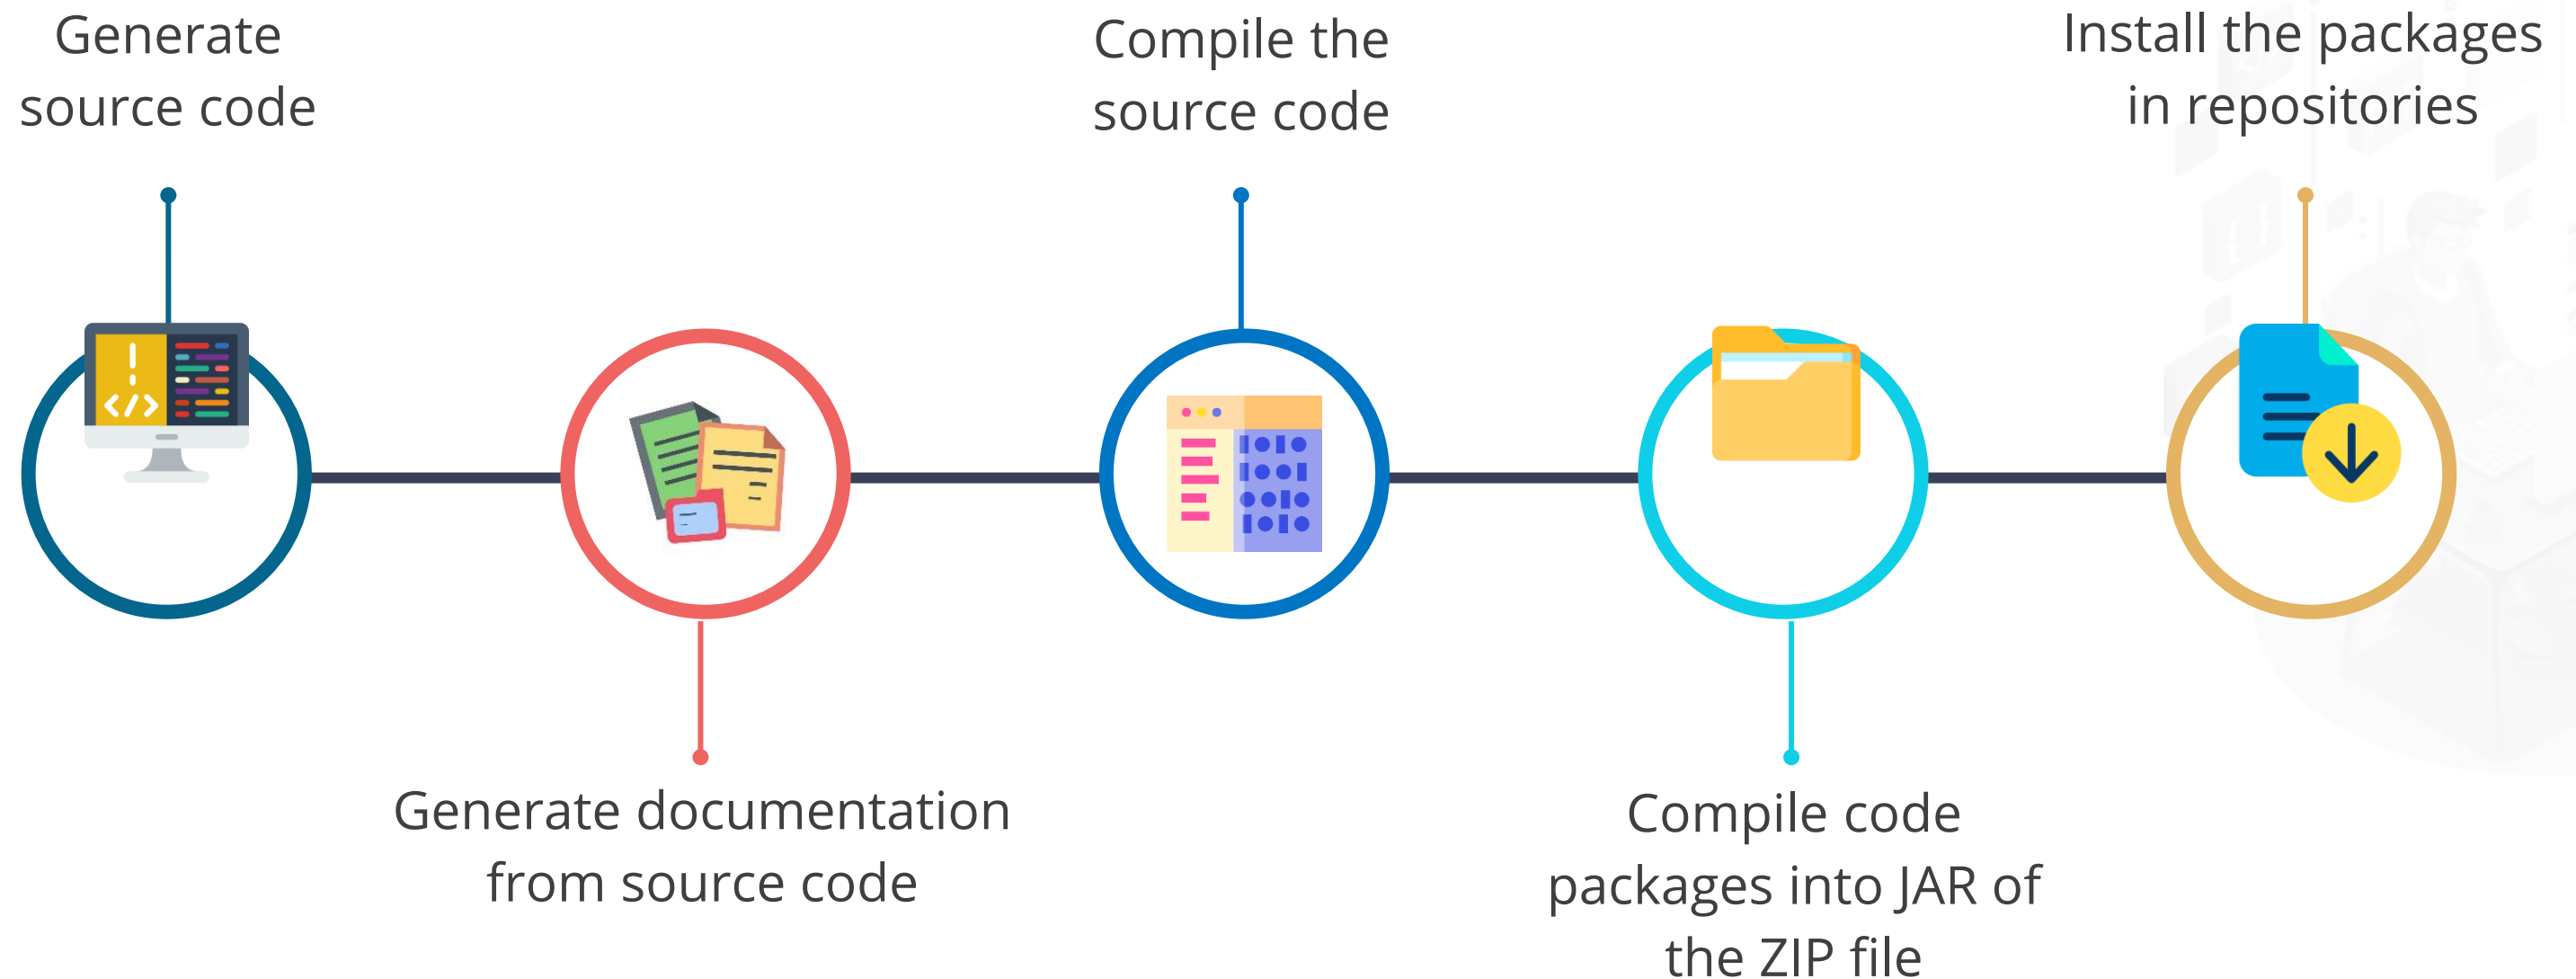 Generate
source code
Generate documentation
from source code
Compile the
source code
Compile code
packages into JAR of
the ZIP file
Install the packages
in repositories